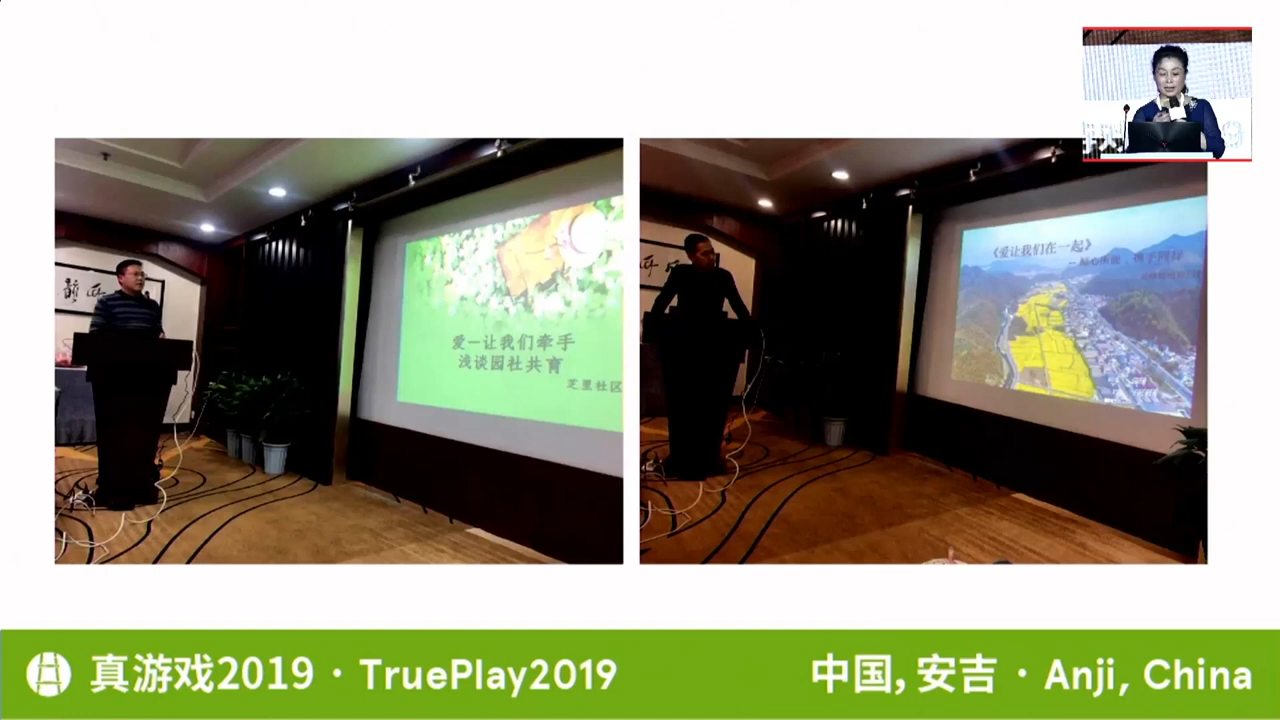 爱—让我们牵手
浅谈园社共育
芝里社区
《爱让我们在一起》
真游戏2019 · TruePlay2019
中国, 安吉 · Anji, China